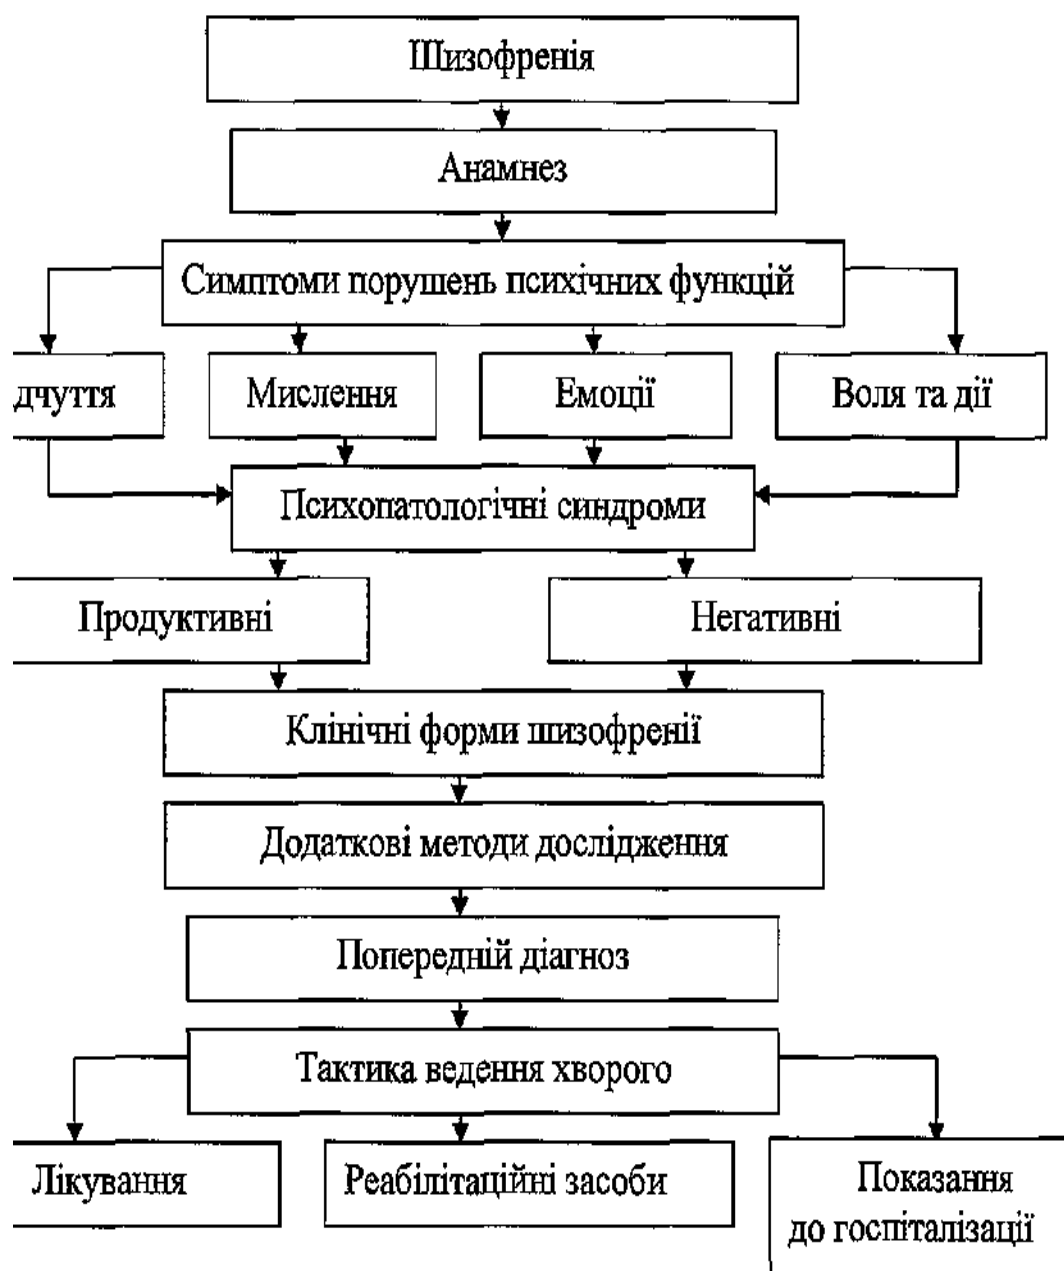 Шизофренія
Анамнез
Симптоми порушень психічних функцій
дчуття Мислення Емоції Воля та дії
Психопатологічні синдроми
Продуктивні Негативні
Клінічні форми шизофренії
Додаткові методи дослідження
Попередній діагноз
Тактика ведення хворого
Лікування Реабілітаційні засоби Показання
до госпіталізації